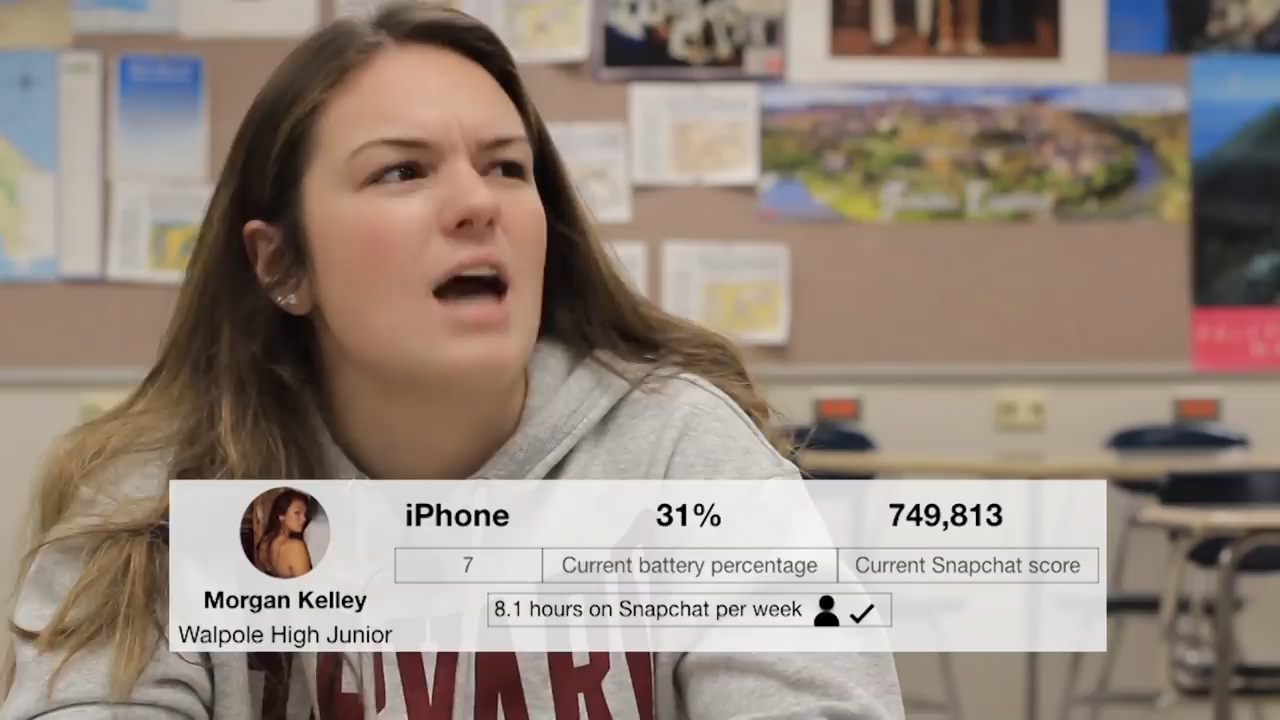 iPhone
31%
749,813
7
Current battery percentage
Current Snapchat score
Morgan Kelley
8.1 hours on Snapchat per week
Walpole High Junior